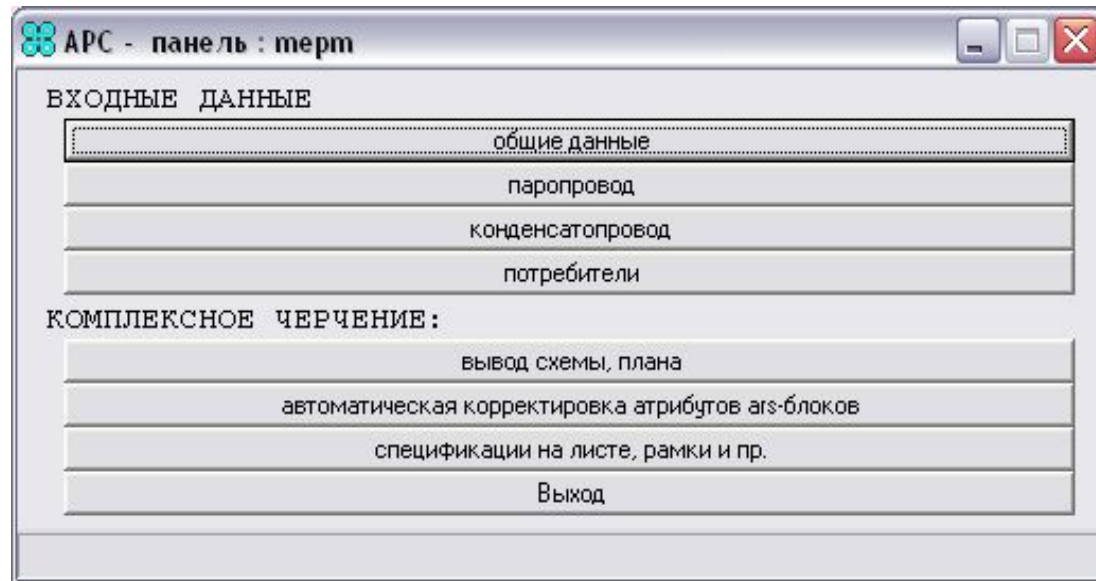 АРС - панель : mepm
ВХОДНЫЕ ДАННЫЕ
общие данные
паропровод
конденсатопровод
потребители
КОМПЛЕКСНОЕ ЧЕРЧЕНИЕ:
вывод схемы, плана
автоматическая корректировка атрибутов ars-блоков
спецификации на листе, рамки и пр.
Выход